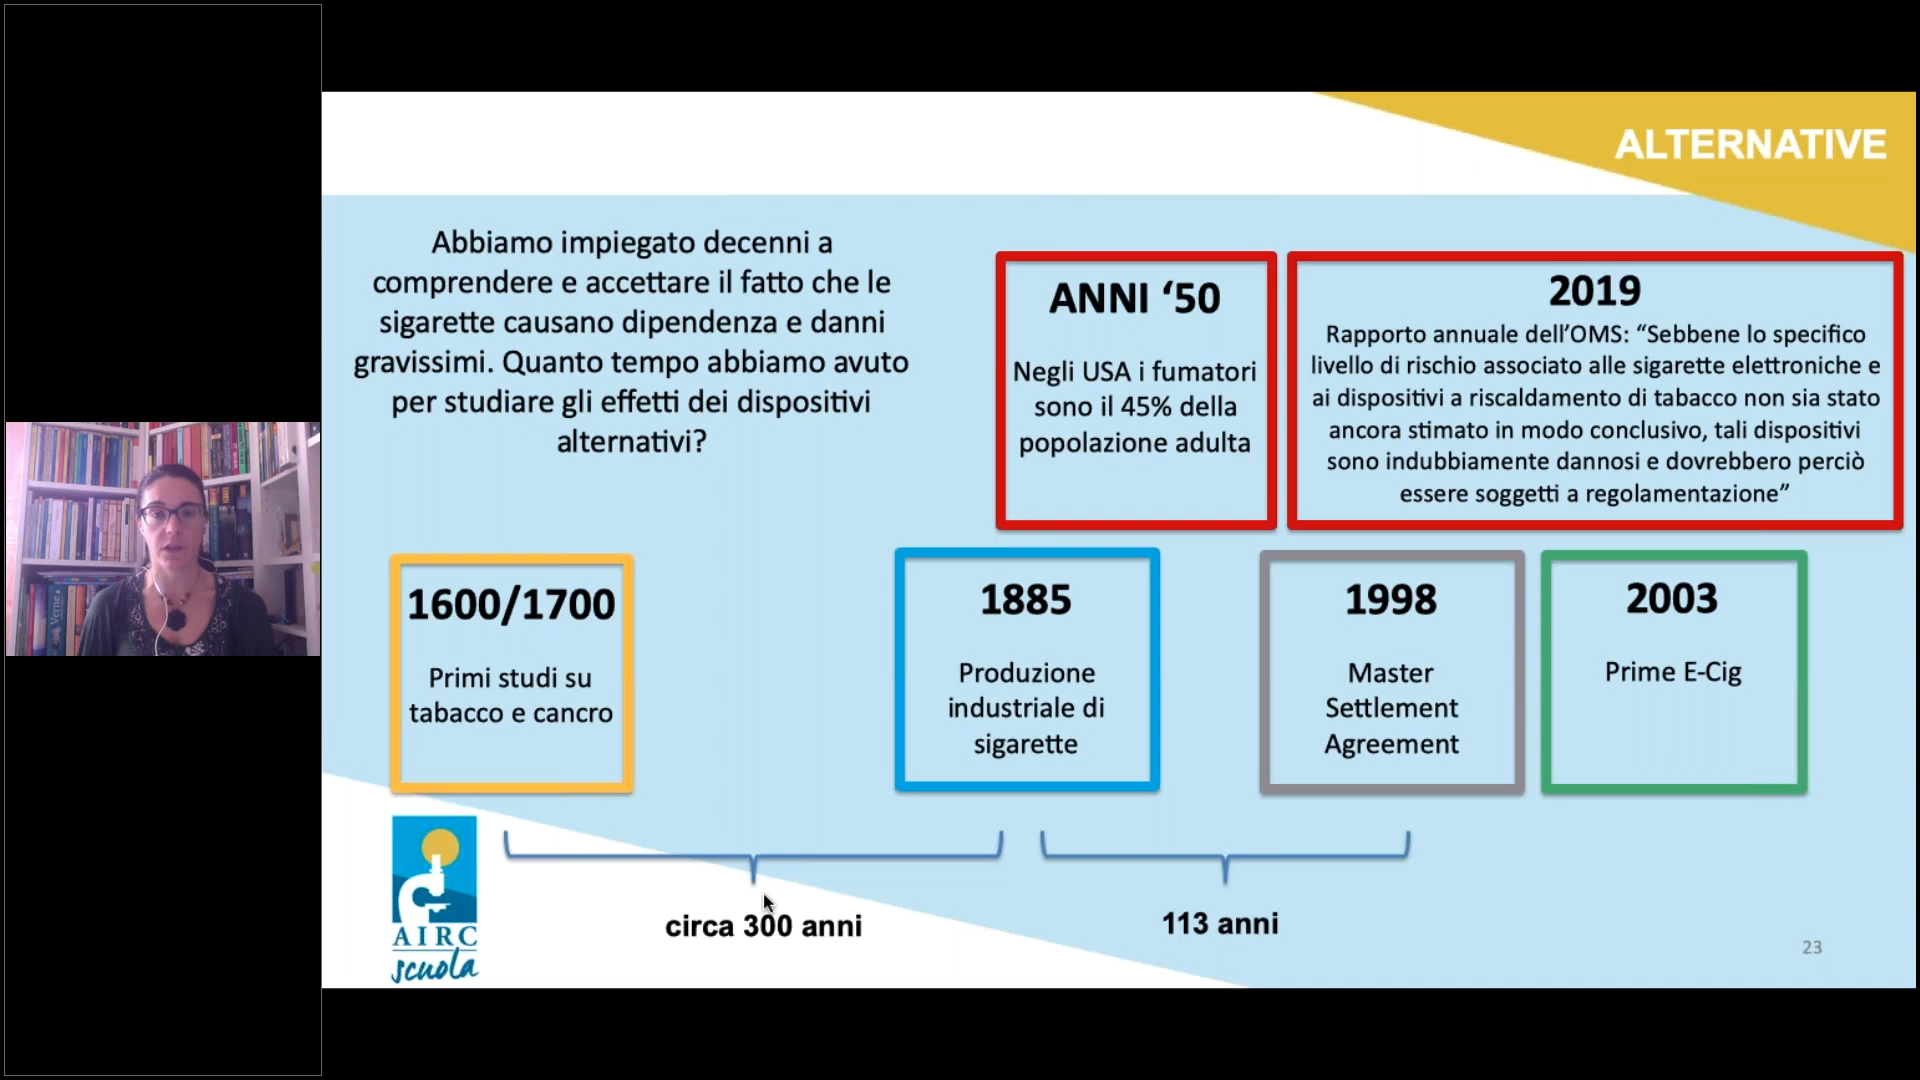 ALTERNATIVE
Abbiamo impiegato decenni a
comprendere e accettare il fatto che le
sigarette causano dipendenza e danni
gravissimi. Quanto tempo abbiamo avuto
per studiare gli effetti dei dispositivi
alternativi?
ANNI ‘50
Negli USA i fumatori
sono il 45% della
popolazione adulta
2019
Rapporto annuale dell’OMS: “Sebbene lo specifico
livello di rischio associato alle sigarette elettroniche e
ai dispositivi a riscaldamento di tabacco non sia stato
ancora stimato in modo conclusivo, tali dispositivi
sono indubbiamente dannosi e dovrebbero perciò
essere soggetti a regolamentazione”
1600/1700
Primi studi su
tabacco e cancro
1885
Produzione
industriale di
sigarette
1998
Master
Settlement
Agreement
2003
Prime E-Cig
circa 300 anni
113 anni
AIRC
scuola
23
Verne